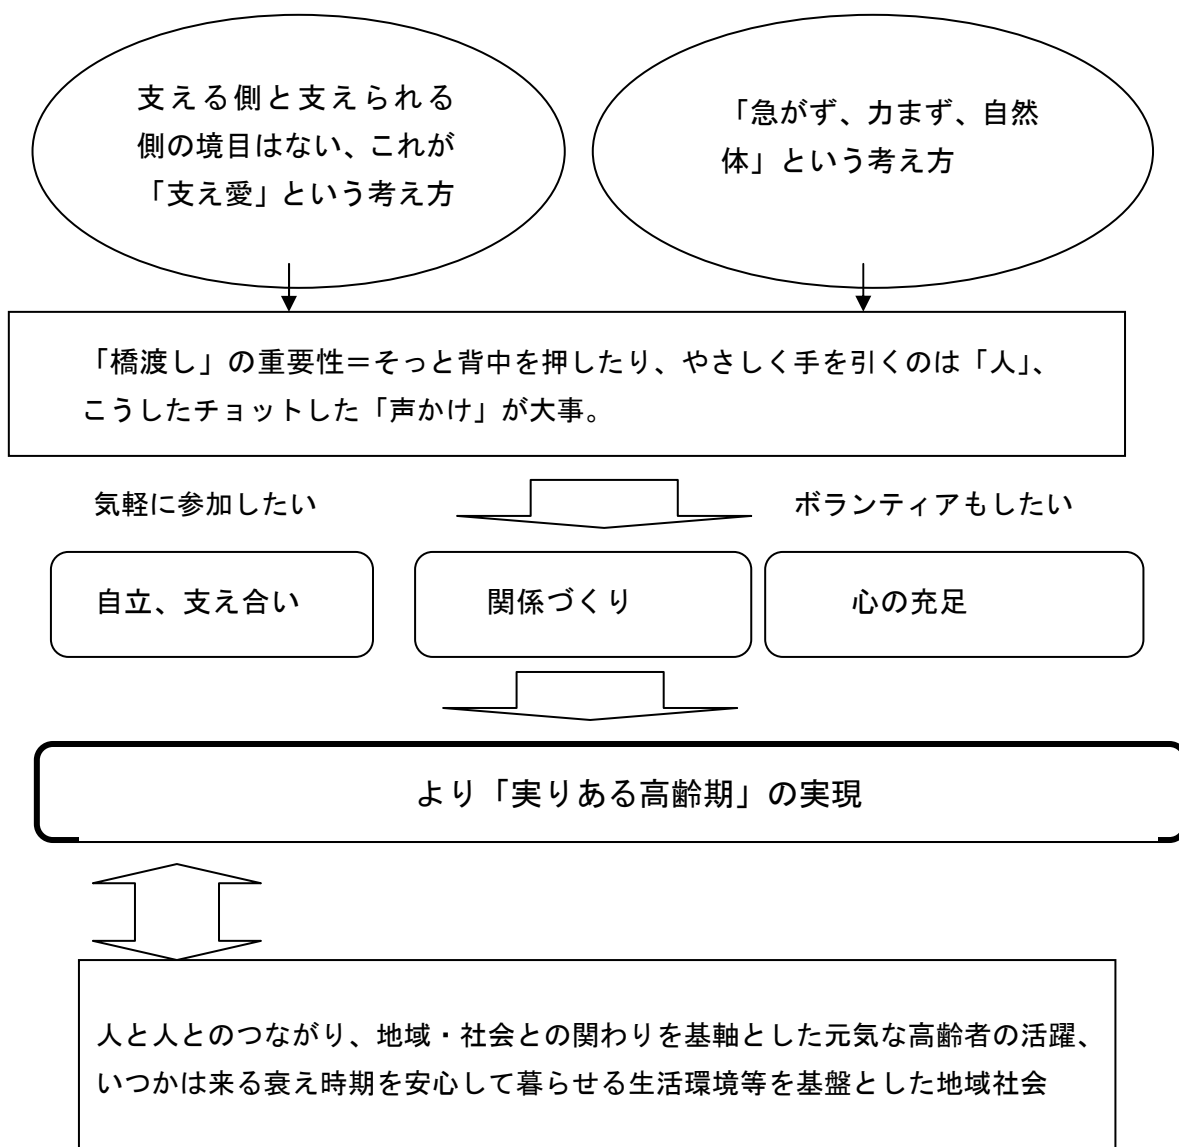 支える側と支えられる
側の境目はない、これが
「支え愛」という考え方
「急がず、力まず、自然
体」という考え方
「橋渡し」の重要性＝そっと背中を押したり、やさしく手を引くのは「人」、
こうしたチョットした「声かけ」が大事。
気軽に参加したい
ボランティアもしたい
自立、支え合い
関係づくり
心の充足
より「実りある高齢期」の実現
人と人とのつながり、地域・社会との関わりを基軸とした元気な高齢者の活躍、
いつかは来る衰え時期を安心して暮らせる生活環境等を基盤とした地域社会